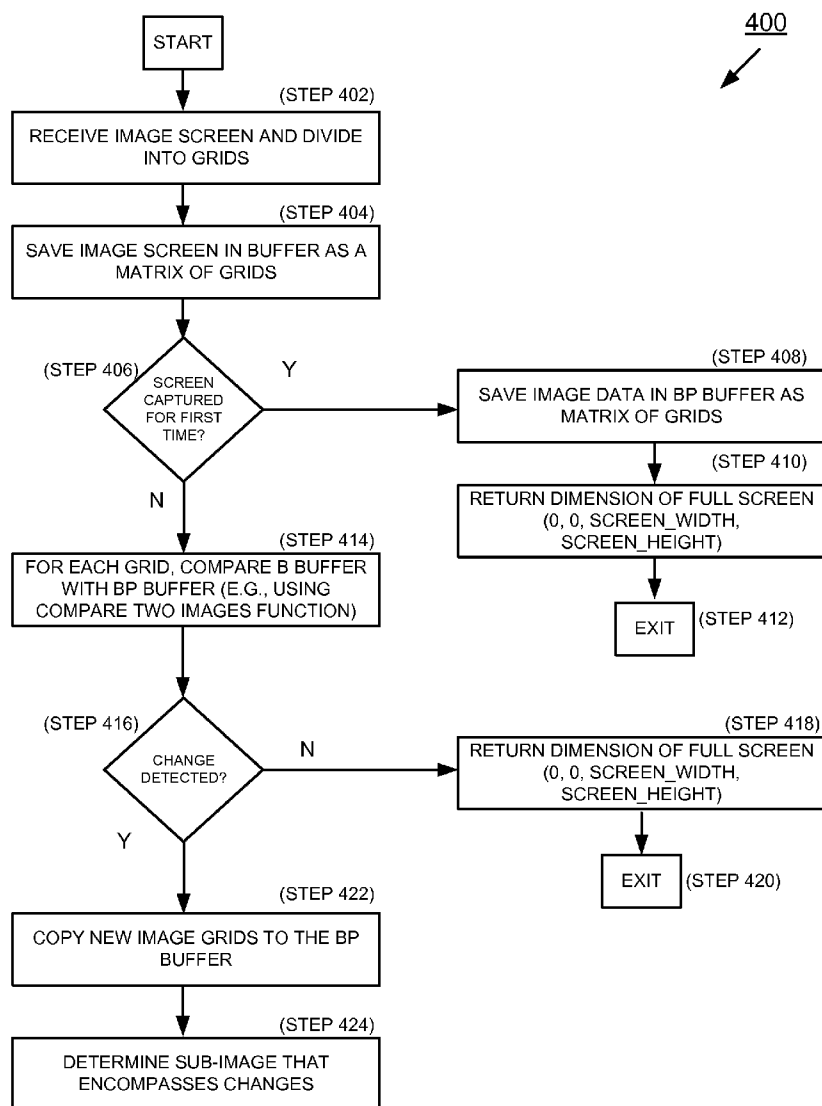 400
START
(STEP 402)
RECEIVE IMAGE SCREEN AND DIVIDE
INTO GRIDS
(STEP 404)
SAVE IMAGE SCREEN IN BUFFER AS A
MATRIX OF GRIDS
(STEP 406)
SCREEN
CAPTURED
FOR FIRST
TIME?
Y
N
(STEP 408)
SAVE IMAGE DATA IN BP BUFFER AS
MATRIX OF GRIDS
(STEP 410)
RETURN DIMENSION OF FULL SCREEN
(0, 0, SCREEN_WIDTH,
SCREEN_HEIGHT)
EXIT
(STEP 412)
(STEP 414)
FOR EACH GRID, COMPARE B BUFFER
WITH BP BUFFER (E.G., USING
COMPARE TWO IMAGES FUNCTION)
(STEP 416)
CHANGE
DETECTED?
N
Y
(STEP 418)
RETURN DIMENSION OF FULL SCREEN
(0, 0, SCREEN_WIDTH,
SCREEN_HEIGHT)
EXIT
(STEP 420)
(STEP 422)
COPY NEW IMAGE GRIDS TO THE BP
BUFFER
(STEP 424)
DETERMINE SUB-IMAGE THAT
ENCOMPASSES CHANGES